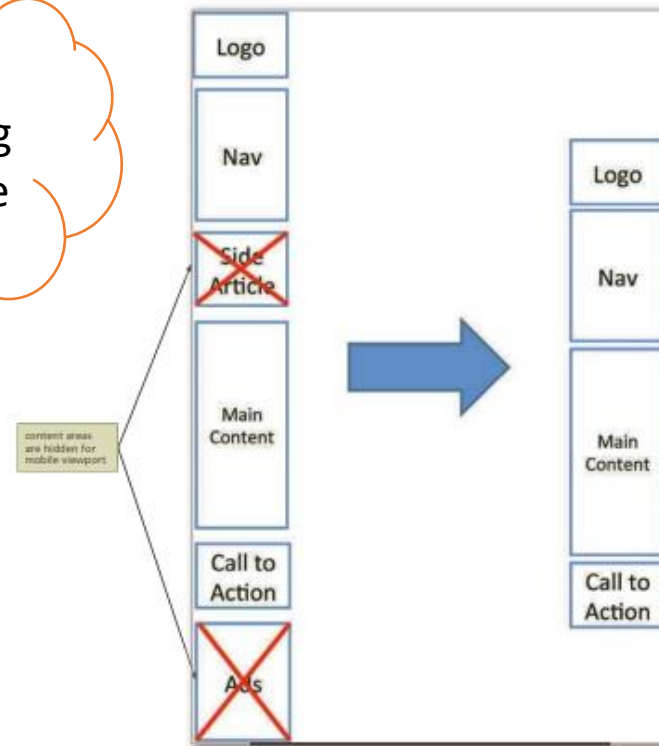 g
e
Logo
Nav
Side
Article
Main
Content
Call to
Action
Ads
content areas
are hidden for
mobile viewport
Logo
Nav
Main
Content
Call to
Action